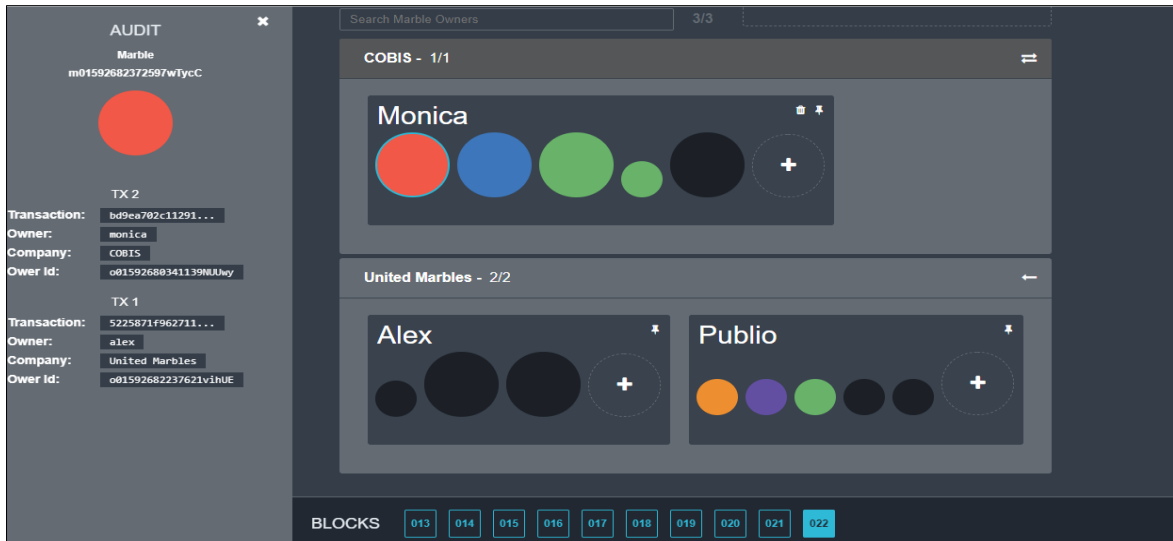 AUDIT
Marble
m01592682372597wTycC
TX 2
Transaction: bd9ea702c11291...
Owner: monica
Company: COBIS
Ower Id: o01592680341139NUUwy
TX 1
Transaction: 5225871f962711...
Owner: alex
Company: United Marbles
Ower Id: o01592682237621vihUE
Search Marble Owners 3/3
COBIS - 1/1
Monica
United Marbles - 2/2
Alex
Publio
BLOCKS 013 014 015 016 017 018 019 020 021 022